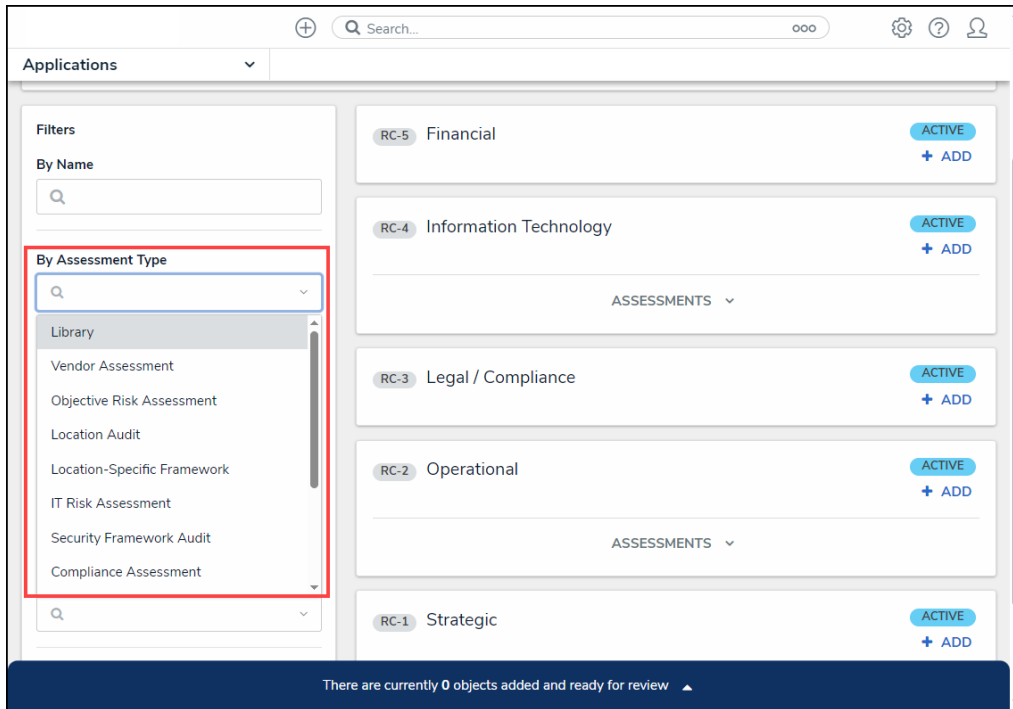 Search...
ooo
Applications
Filters
By Name
By Assessment Type
Library
Vendor Assessment
Objective Risk Assessment
Location Audit
Location-Specific Framework
IT Risk Assessment
Security Framework Audit
Compliance Assessment
RC-5 Financial
ACTIVE
+ ADD
RC-4 Information Technology
ACTIVE
+ ADD
ASSESSMENTS
RC-3 Legal / Compliance
ACTIVE
+ ADD
RC-2 Operational
ACTIVE
+ ADD
ASSESSMENTS
RC-1 Strategic
ACTIVE
+ ADD
There are currently 0 objects added and ready for review